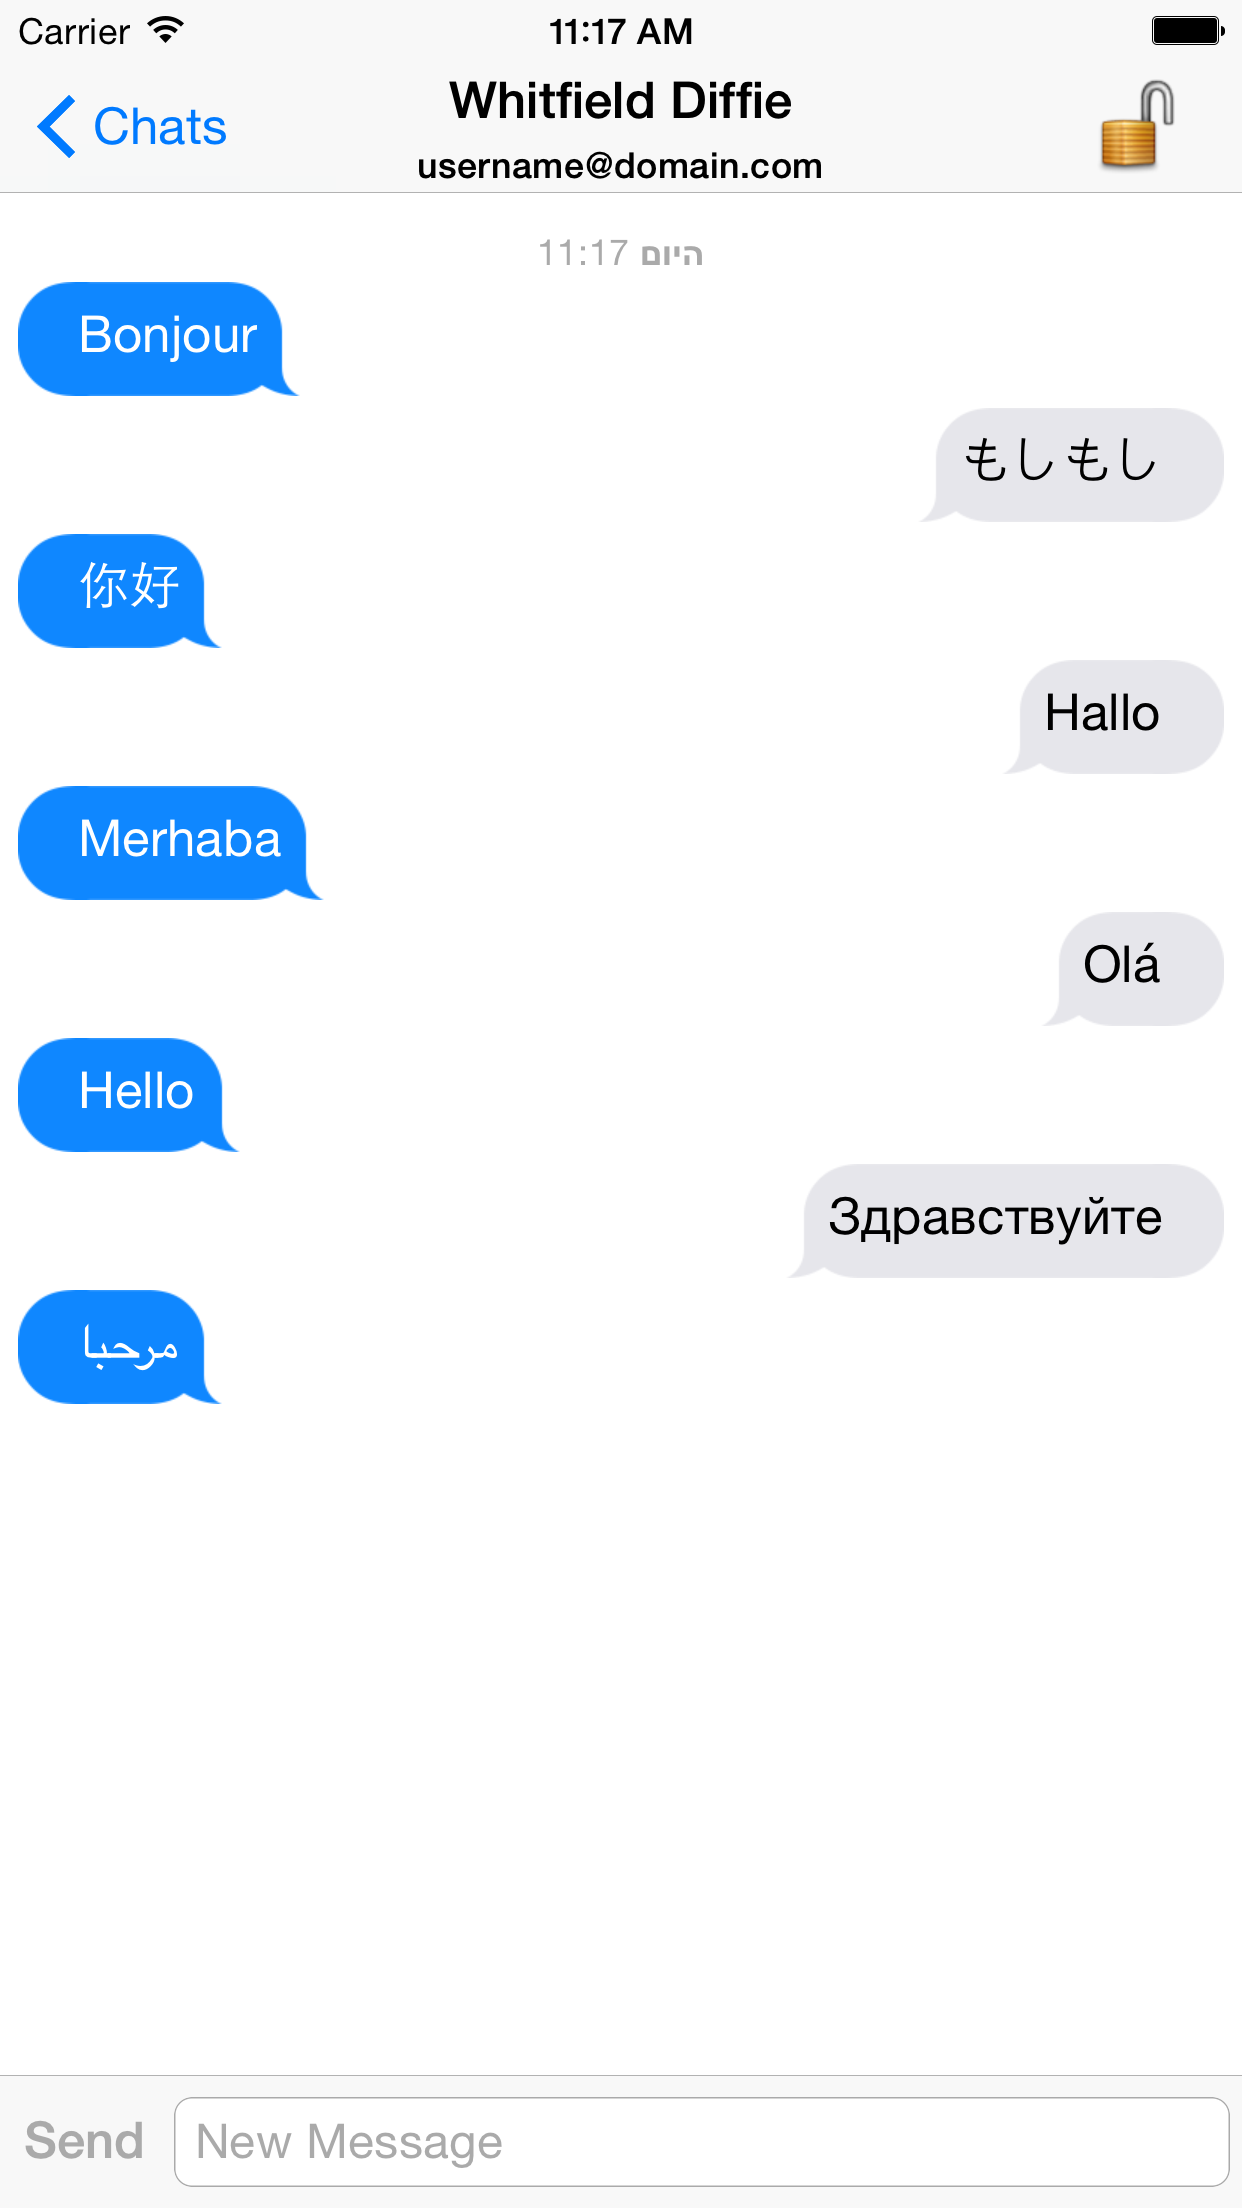 Carrier 11:17 AM
Chats
Whitfield Diffie
username@domain.com
היום 11:17
Bonjour
もしもし
你好
Hallo
Merhaba
Olá
Hello
Здравствуйте
مرحبا
Send New Message